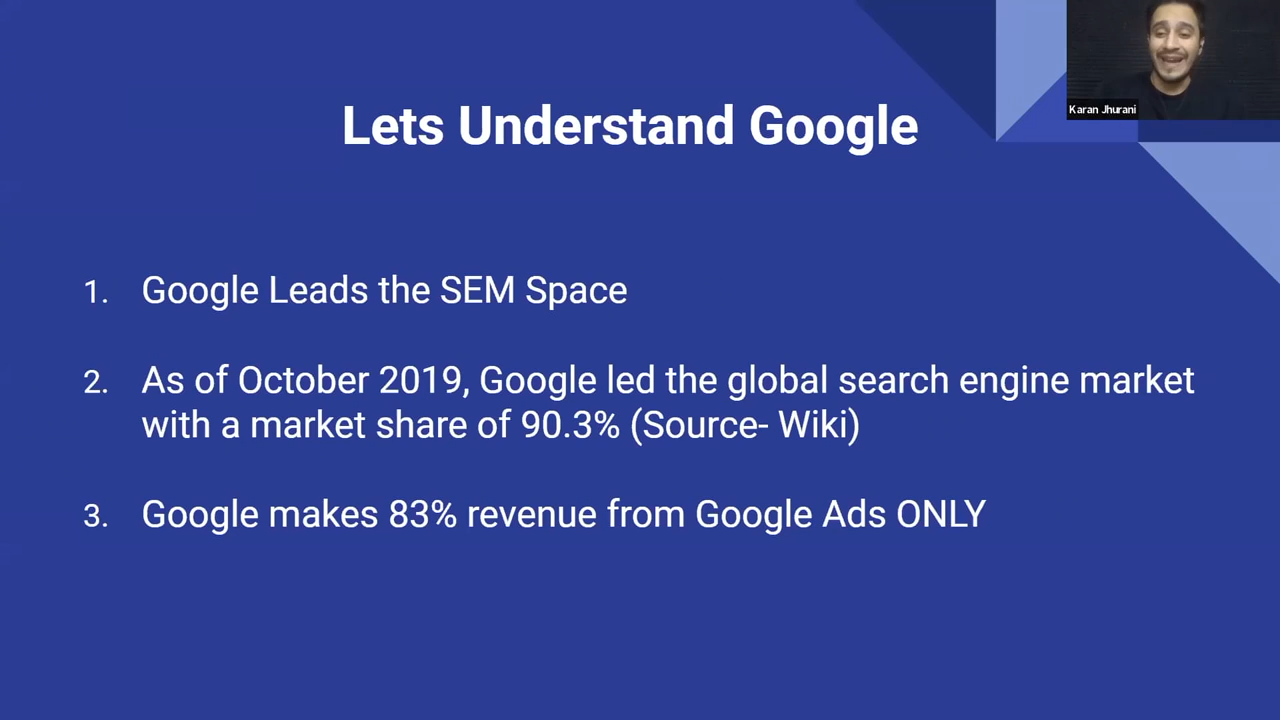 Karan Jhurani
Lets Understand Google
1. Google Leads the SEM Space
2. As of October 2019, Google led the global search engine market
with a market share of 90.3% (Source- Wiki)
3. Google makes 83% revenue from Google Ads ONLY